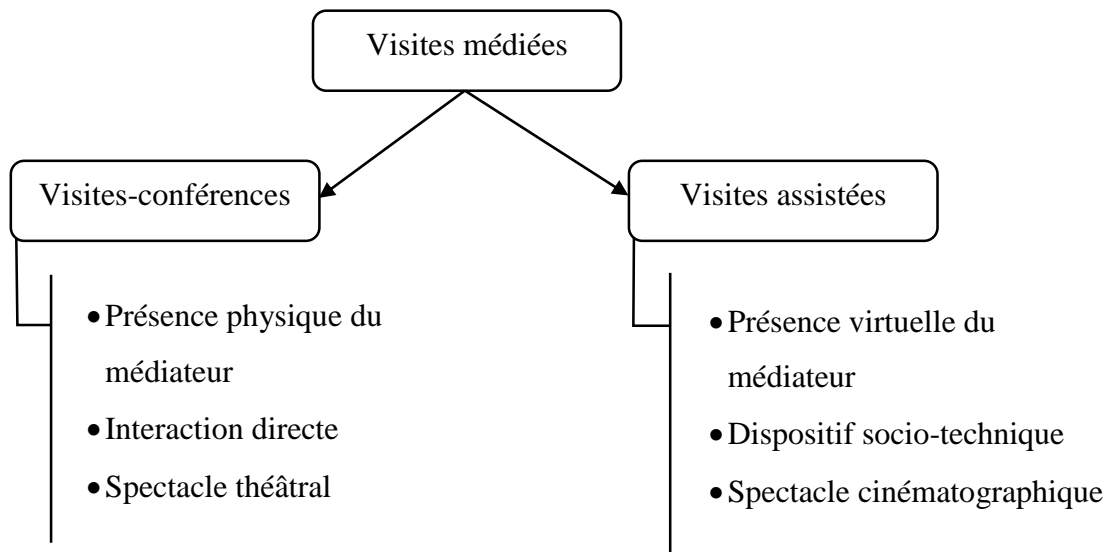 Visites médiées
Visites-conférences
Visites assistées
• Présence physique du
médiateur
• Interaction directe
• Spectacle théâtral
• Présence virtuelle du
médiateur
• Dispositif socio-technique
• Spectacle cinématographique